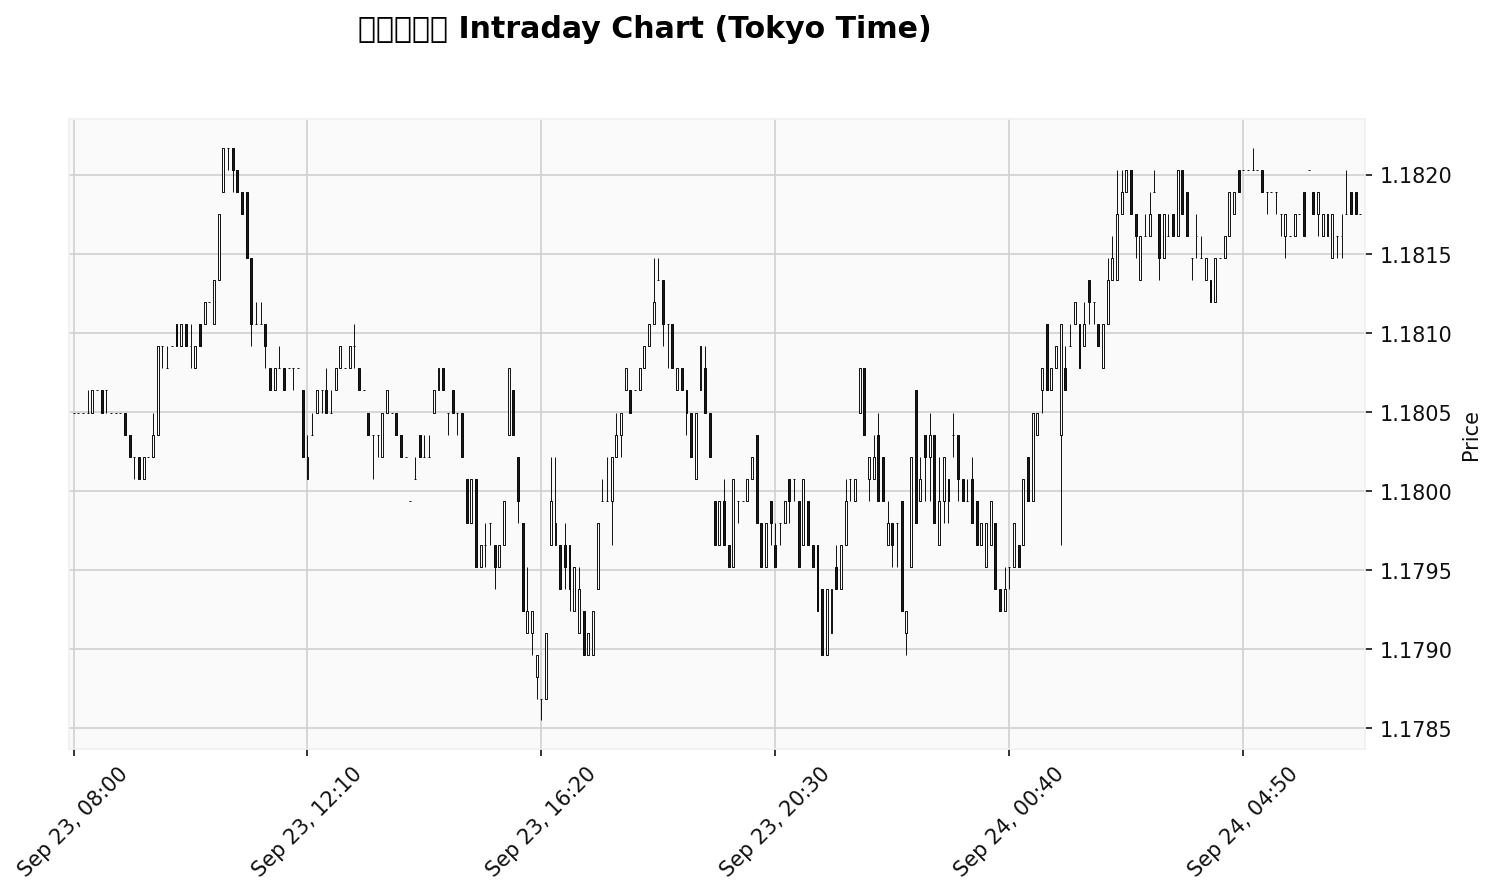 Intraday Chart (Tokyo Time)
1.1820
1.1815
1.1810
1.1805
1.1800
1.1795
1.1790
1.1785
Price
Sep 23, 08:00
Sep 23, 12:10
Sep 23, 16:20
Sep 23, 20:30
Sep 24, 00:40
Sep 24, 04:50